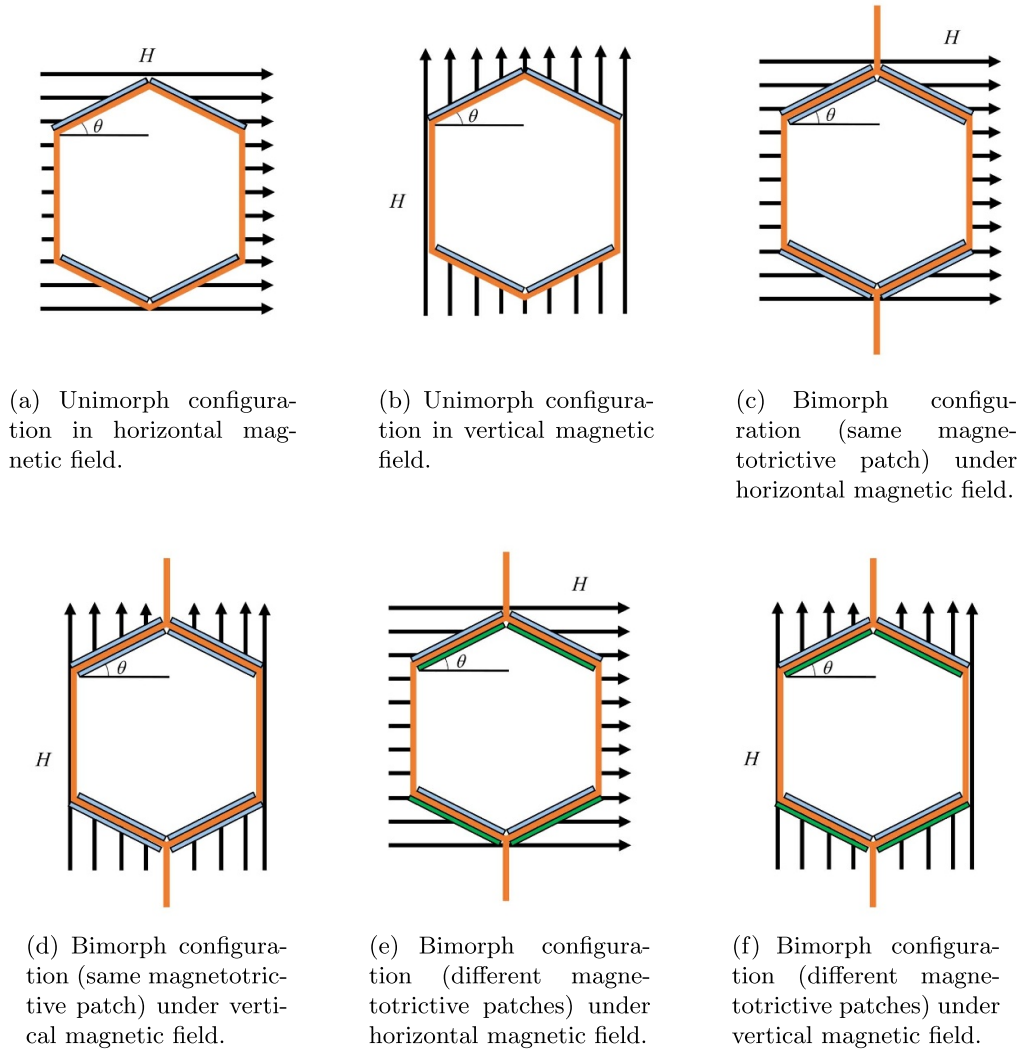 H
θ
θ
H
H
θ
(a) Unimorph configura-
tion in horizontal mag-
netic field.
(b) Unimorph configura-
tion in vertical magnetic
field.
(c) Bimorph configu-
ration (same magne-
totrictive patch) under
horizontal magnetic field.
θ
H
H
θ
θ
H
(d) Bimorph configura-
tion (same magnetotric-
tive patch) under verti-
cal magnetic field.
(e) Bimorph configura-
tion (different magne-
totrictive patches) under
horizontal magnetic field.
(f) Bimorph configura-
tion (different magne-
totrictive patches) under
vertical magnetic field.